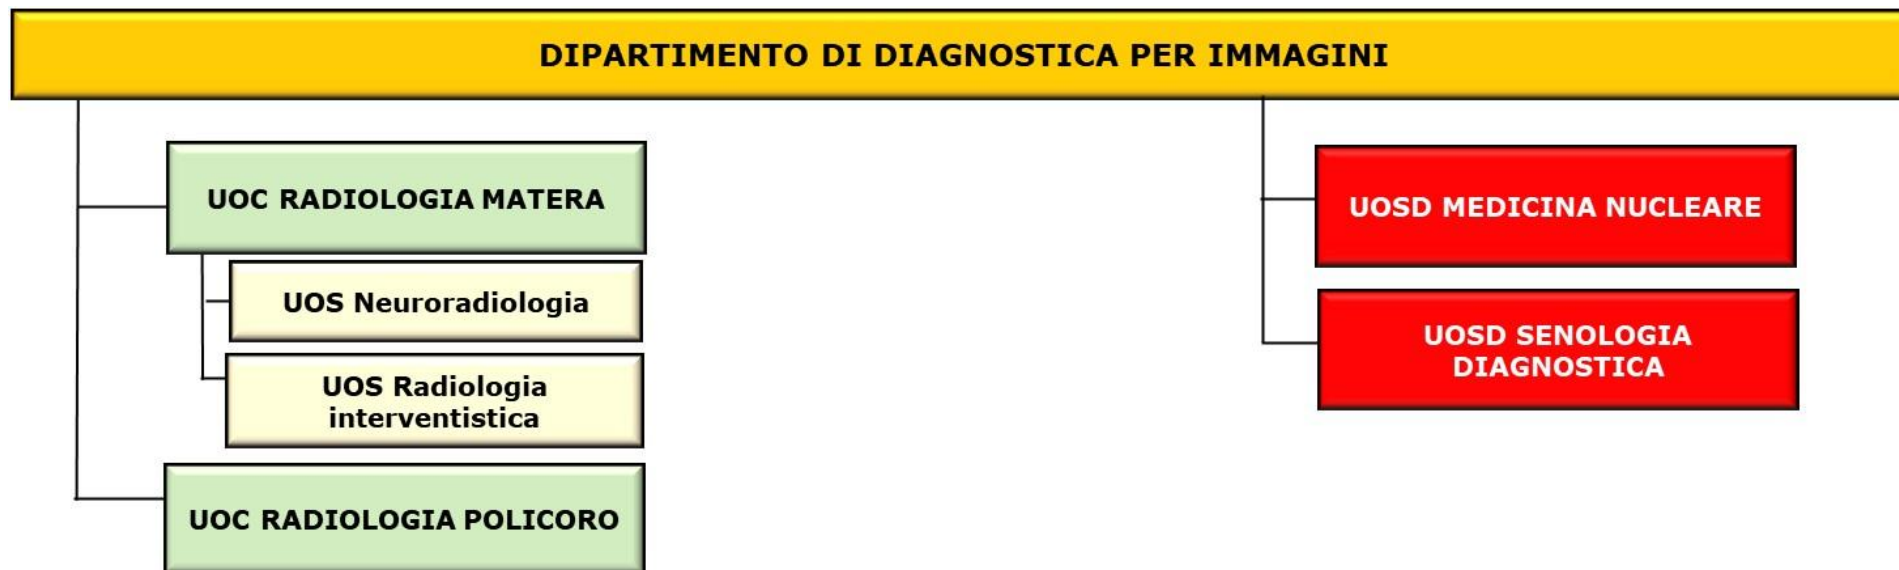 DIPARTIMENTO DI DIAGNOSTICA PER IMMAGINI
UOC RADIOLOGIA MATERA
UOS Neuroradiologia
UOS Radiologia
interventistica
UOC RADIOLOGIA POLICORO
UOSD MEDICINA NUCLEARE
UOSD SENOLOGIA
DIAGNOSTICA